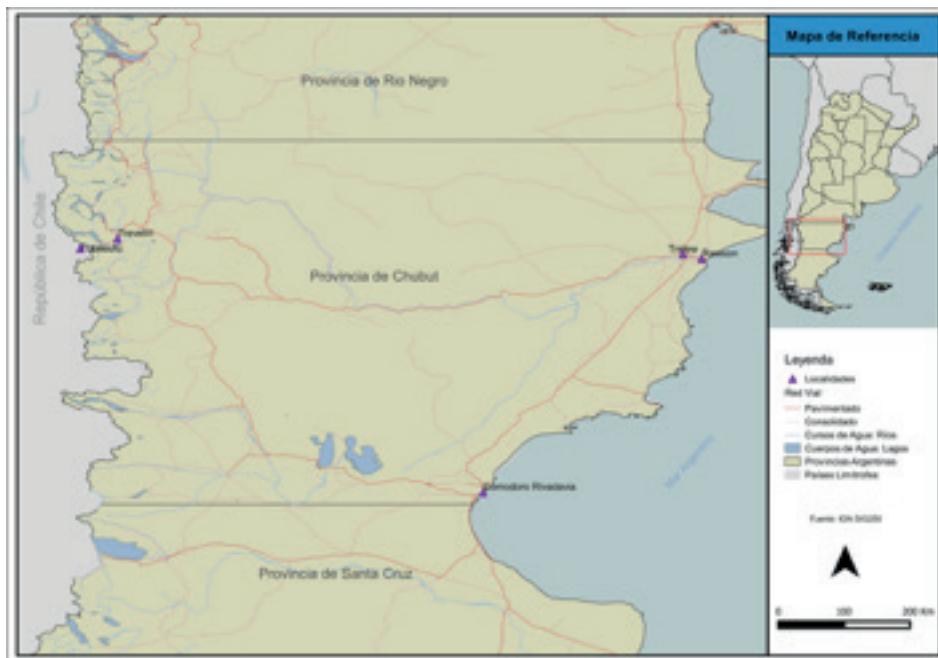 Mapa de Referencia
Provincia de Rio Negro
República de Chile
Trevelin
Provincia de Chubut
Rawson
Mar Argentino
Comodoro Rivadavia
Provincia de Santa Cruz
Leyenda
Localidades
Red Vial
Pavimentado
Consolidado
Cursos de Agua: Ríos
Cuerpos de Agua: Lagos
Provincias Argentinas
Países Limítrofes
0 100 200 Km